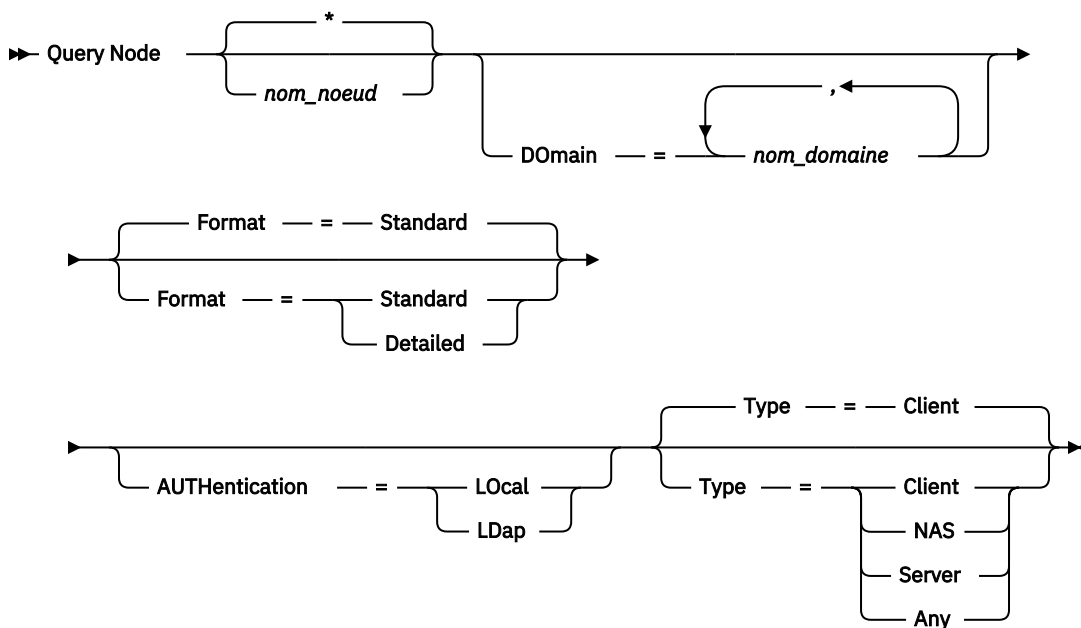 *
Query Node
nom_noeud
,
DOmain = nom_domaine
Format = Standard
Format = Standard
Detailed
Type = Client
AUTHentication = LOcal
LDap
Type = Client
NAS
Server
Any